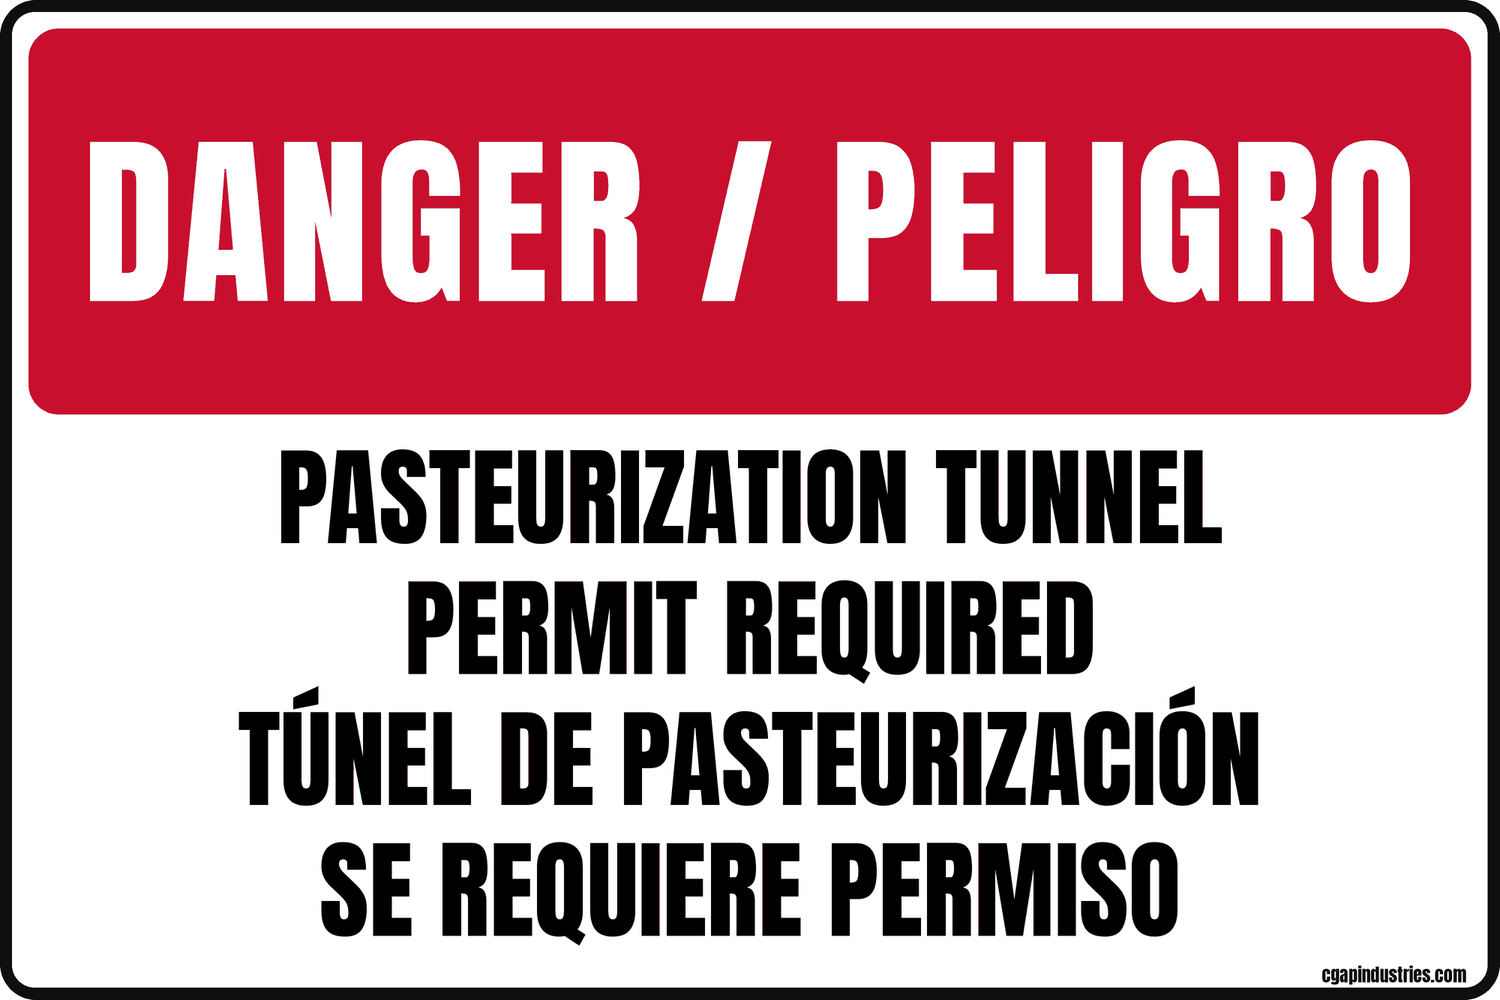 DANGER / PELIGRO
PASTEURIZATION TUNNEL
PERMIT REQUIRED
TÚNEL DE PASTEURIZACIÓN
SE REQUIERE PERMISO
cgapindustries.com